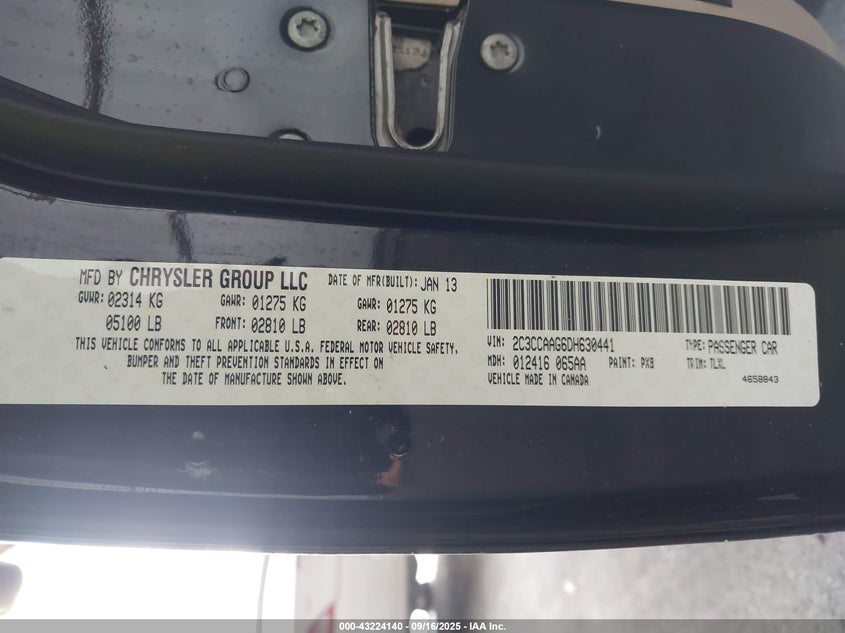 MFD BY CHRYSLER GROUP LLC DATE OF MFR(BUILT): JAN 13
GVWR: 02314 KG GAWR: 01275 KG GAWR: 01275 KG
05100 LB FRONT: 02810 LB REAR: 02810 LB
THIS VEHICLE CONFORMS TO ALL APPLICABLE U.S.A. FEDERAL MOTOR VEHICLE SAFETY,
BUMPER AND THEFT PREVENTION STANDARDS IN EFFECT ON
THE DATE OF MANUFACTURE SHOWN ABOVE.
VIN: 2C3CCAAG6DH630441 TYPE: PASSENGER CAR
MDH: 012416 065AA PAINT: PX8 TRIM: TLXL
VEHICLE MADE IN CANADA 4658843
000-43224140 - 09/16/2025 - IAA Inc.